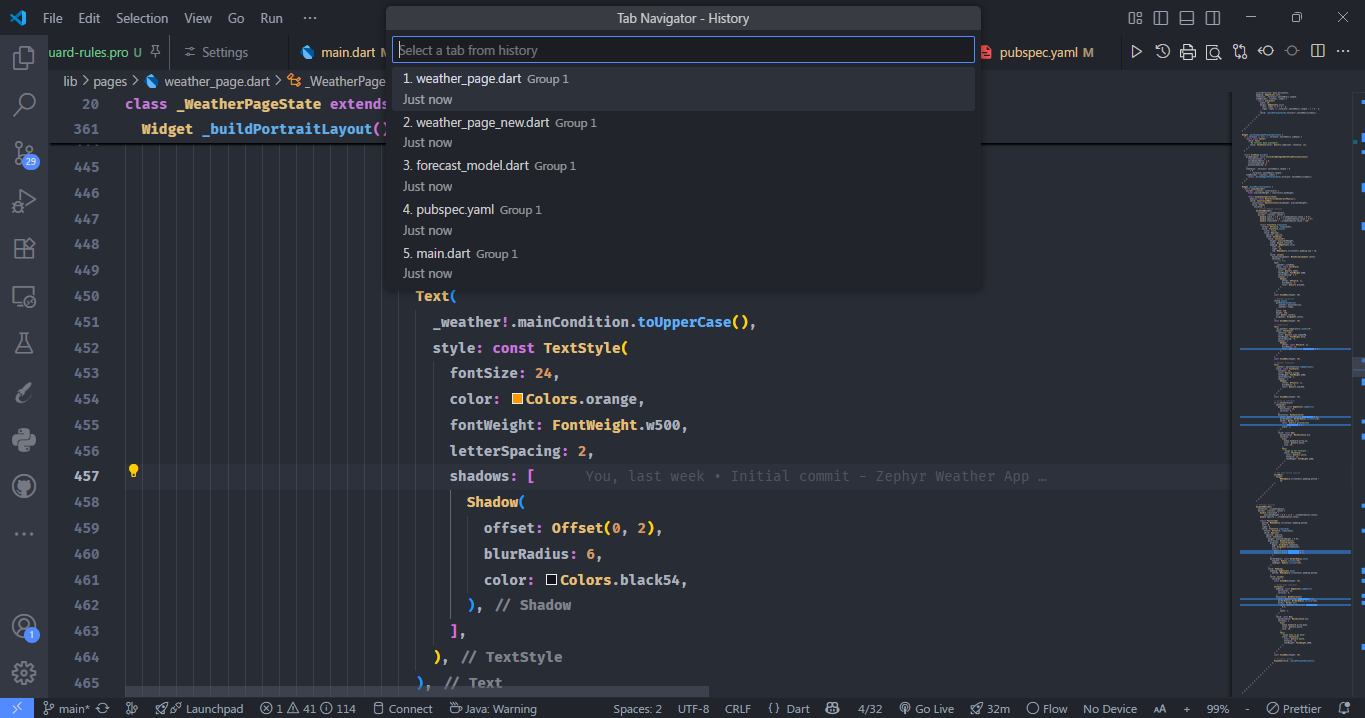 File Edit Selection View Go Run ···
Tab Navigator - History
Select a tab from history
1. weather_page.dart Group 1
Just now
2. weather_page_new.dart Group 1
Just now
3. forecast_model.dart Group 1
Just now
4. pubspec.yaml Group 1
Just now
5. main.dart Group 1
Just now
uard-rules.pro U
Settings
main.dart
pubspec.yaml M
lib > pages > weather_page.dart > _WeatherPage
20 class _WeatherPageState extends
361 Widget _buildPortraitLayout()
445
446
447
448
449
450 Text(
451 _weather!.mainCondition.toUpperCase(),
452 style: const TextStyle(
453 fontSize: 24,
454 color: Colors.orange,
455 fontWeight: FontWeight.w500,
456 letterSpacing: 2,
457 shadows: [ You, last week • Initial commit – Zephyr Weather App …
458 Shadow(
459 offset: Offset(0, 2),
460 blurRadius: 6,
461 color: Colors.black54,
462 ), // Shadow
463 ],
464 ), // TextStyle
465 ), // Text
29
1
main* Launchpad 1 41 114 Connect Java: Warning Spaces: 2 UTF-8 CRLF { } Dart 4/32 Go Live 32m Flow No Device AA + 99% - Prettier